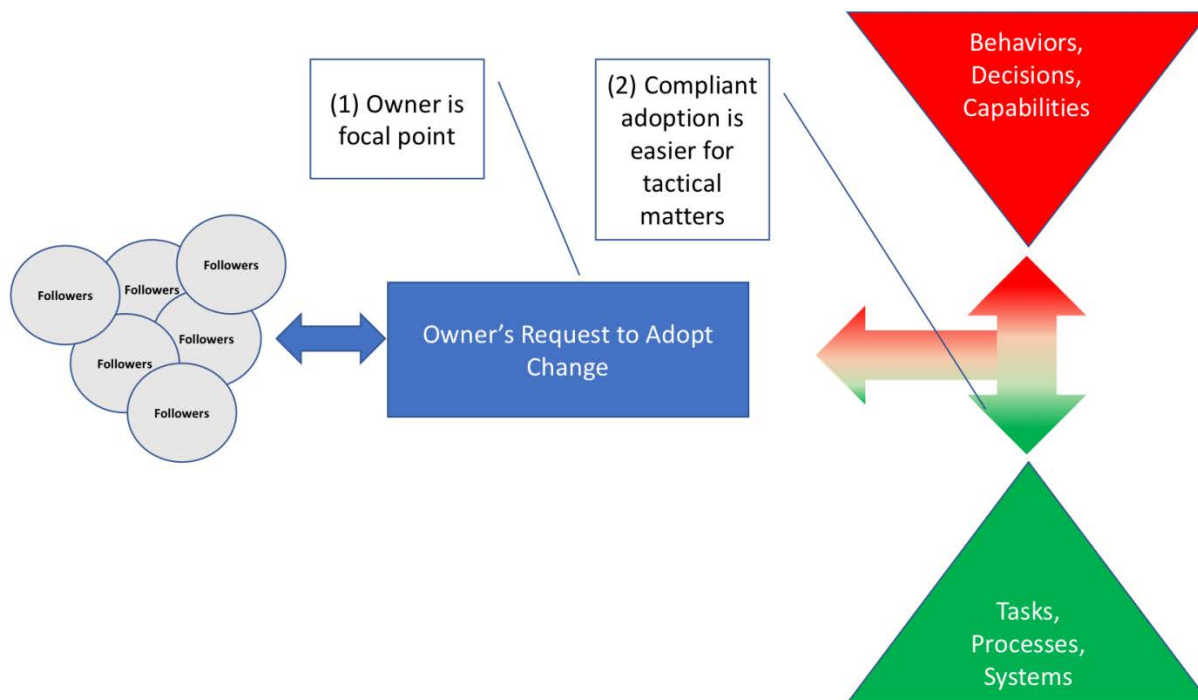 (1) Owner is
focal point
(2) Compliant
adoption is
easier for
tactical
matters
Behaviors,
Decisions,
Capabilities
Followers
Followers
Followers
Followers
Followers
Followers
Owner’s Request to Adopt
Change
Tasks,
Processes,
Systems